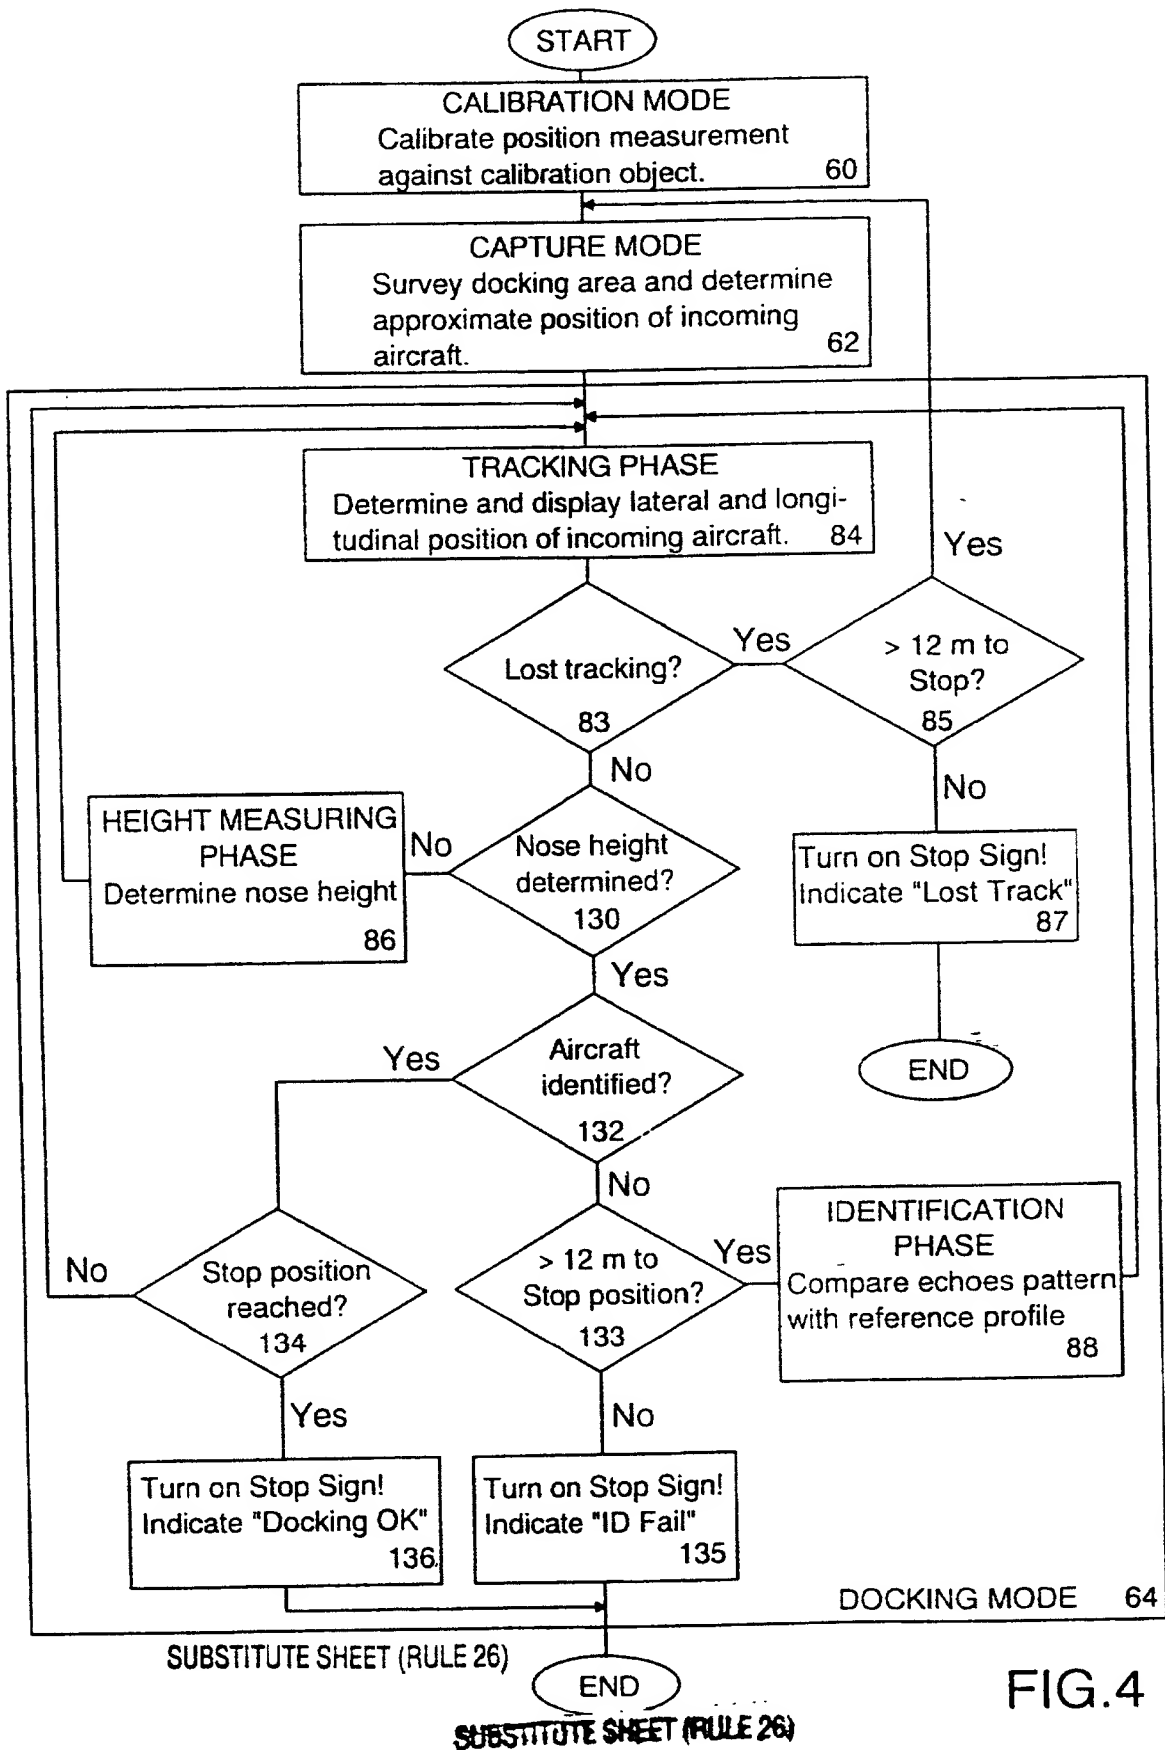 START
CALIBRATION MODE
Calibrate position measurement
against calibration object.
60
CAPTURE MODE
Survey docking area and determine
approximate position of incoming
aircraft.
62
TRACKING PHASE
Determine and display lateral and longi-
tudinal position of incoming aircraft.
84
Yes
Lost tracking?
83
Yes
> 12 m to
Stop?
85
No
No
HEIGHT MEASURING
PHASE
Determine nose height
86
No
Nose height
determined?
130
Turn on Stop Sign!
Indicate "Lost Track"
87
Yes
END
Yes
Aircraft
identified?
132
No
IDENTIFICATION
PHASE
Compare echoes pattern
with reference profile
88
No
Stop position
reached?
134
> 12 m to
Stop position?
133
Yes
Yes
No
Turn on Stop Sign!
Indicate "Docking OK"
136
Turn on Stop Sign!
Indicate "ID Fail"
135
DOCKING MODE 64
SUBSTITUTE SHEET (RULE 26)
END
FIG.4
SUBSTITUTE SHEET (RULE 26)